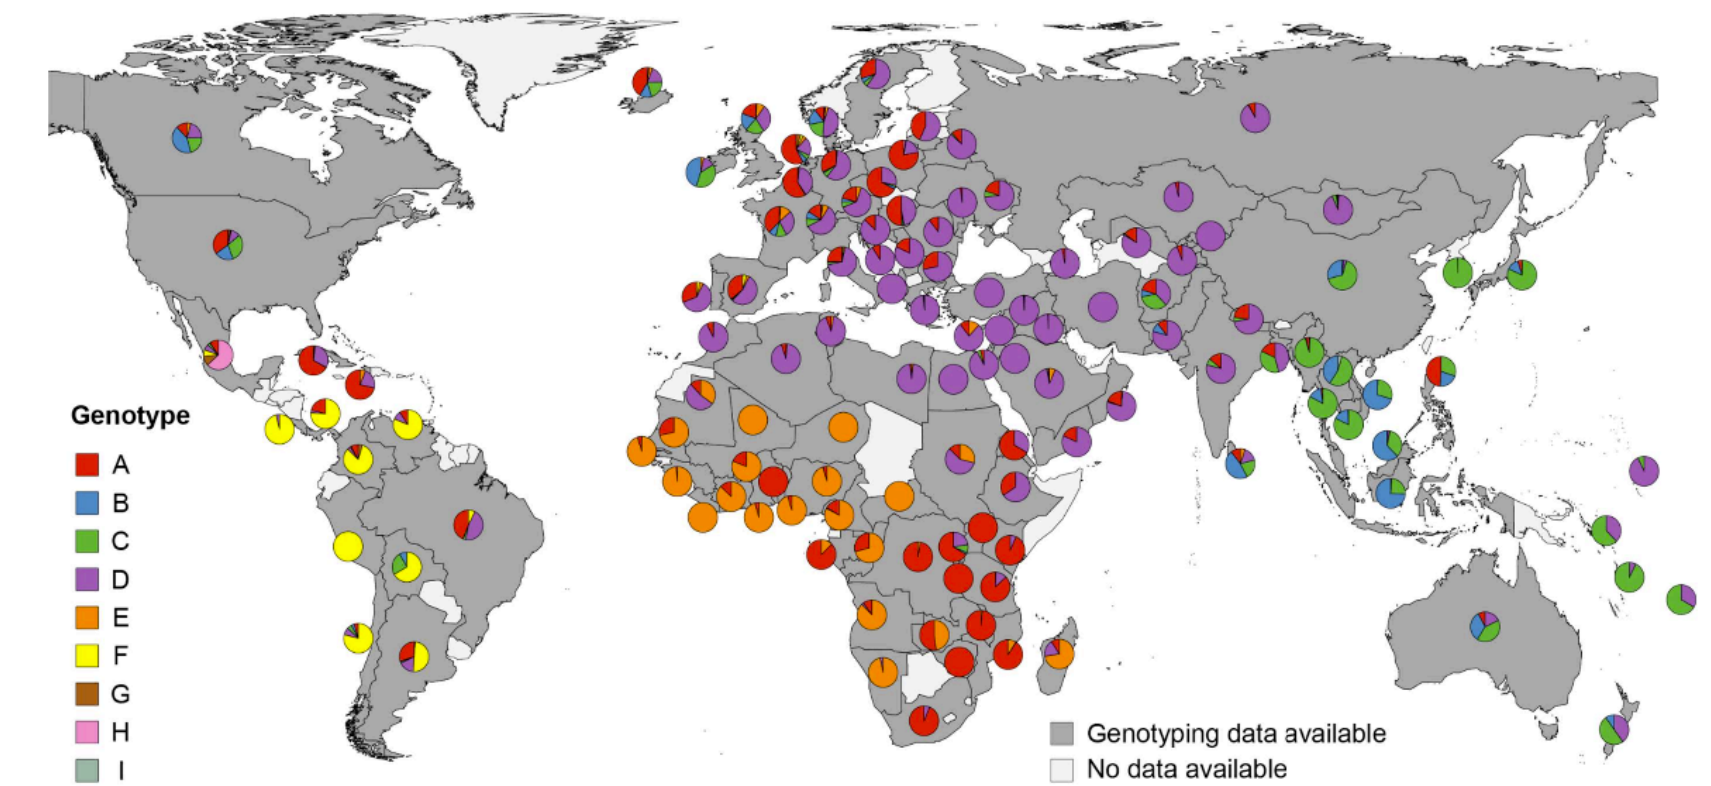 Genotype
A
B
C
D
E
F
G
H
I
Genotyping data available
No data available